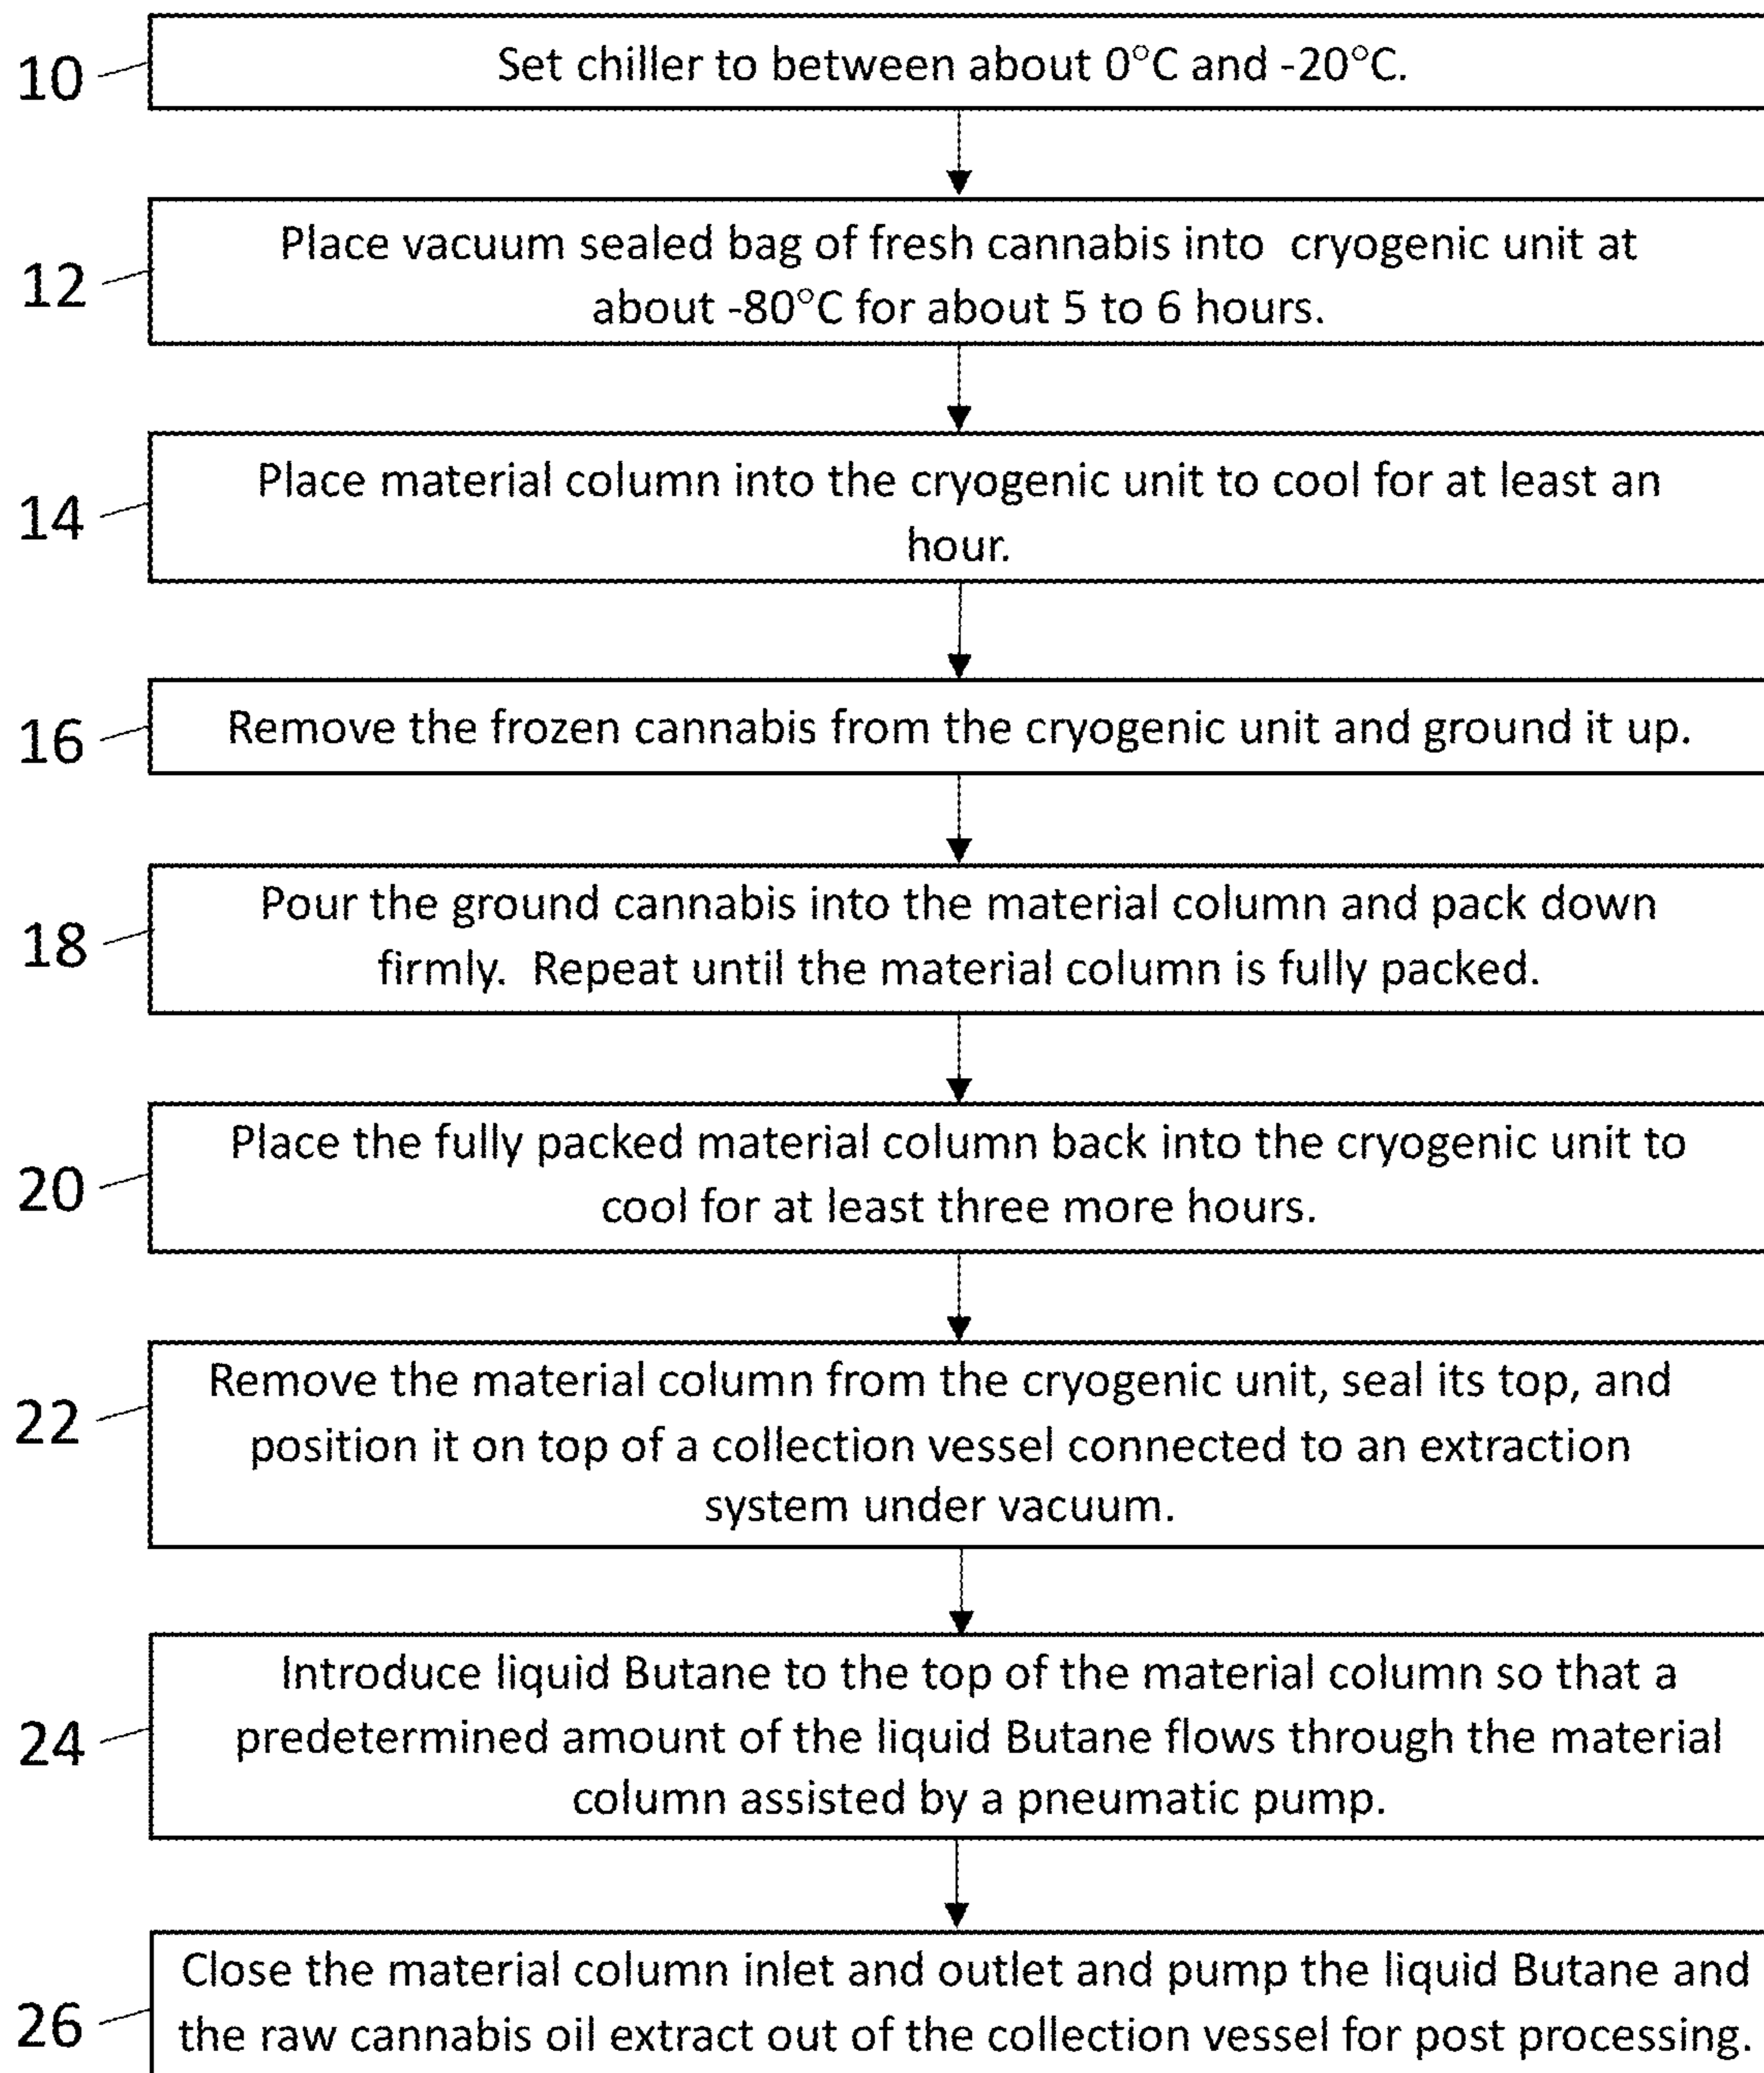 10
Set chiller to between about 0°C and -20°C.
12
Place vacuum sealed bag of fresh cannabis into  cryogenic unit at
about -80°C for about 5 to 6 hours.
14
Place material column into the cryogenic unit to cool for at least an
hour.
16
Remove the frozen cannabis from the cryogenic unit and ground it up.
18
Pour the ground cannabis into the material column and pack down
firmly.  Repeat until the material column is fully packed.
20
Place the fully packed material column back into the cryogenic unit to
cool for at least three more hours.
22
Remove the material column from the cryogenic unit, seal its top, and
position it on top of a collection vessel connected to an extraction
system under vacuum.
24
Introduce liquid Butane to the top of the material column so that a
predetermined amount of the liquid Butane flows through the material
column assisted by a pneumatic pump.
26
Close the material column inlet and outlet and pump the liquid Butane and
the raw cannabis oil extract out of the collection vessel for post processing.